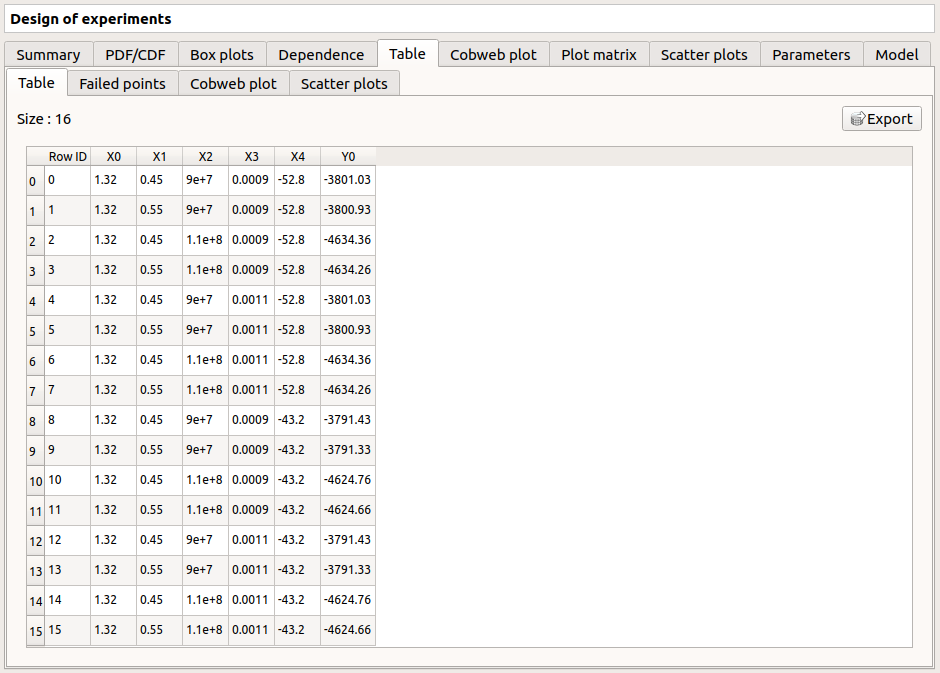 Design of experiments
Summary PDF/CDF Box plots Dependence Table Cobweb plot Plot matrix Scatter plots Parameters Model
Table Failed points Cobweb plot Scatter plots
Size : 16 Export
Row ID X0 X1 X2 X3 X4 Y0
0 0 1.32 0.45 9e+7 0.0009 -52.8 -3801.03
1 1 1.32 0.55 9e+7 0.0009 -52.8 -3800.93
2 2 1.32 0.45 1.1e+8 0.0009 -52.8 -4634.36
3 3 1.32 0.55 1.1e+8 0.0009 -52.8 -4634.26
4 4 1.32 0.45 9e+7 0.0011 -52.8 -3801.03
5 5 1.32 0.55 9e+7 0.0011 -52.8 -3800.93
6 6 1.32 0.45 1.1e+8 0.0011 -52.8 -4634.36
7 7 1.32 0.55 1.1e+8 0.0011 -52.8 -4634.26
8 8 1.32 0.45 9e+7 0.0009 -43.2 -3791.43
9 9 1.32 0.55 9e+7 0.0009 -43.2 -3791.33
10 10 1.32 0.45 1.1e+8 0.0009 -43.2 -4624.76
11 11 1.32 0.55 1.1e+8 0.0009 -43.2 -4624.66
12 12 1.32 0.45 9e+7 0.0011 -43.2 -3791.43
13 13 1.32 0.55 9e+7 0.0011 -43.2 -3791.33
14 14 1.32 0.45 1.1e+8 0.0011 -43.2 -4624.76
15 15 1.32 0.55 1.1e+8 0.0011 -43.2 -4624.66